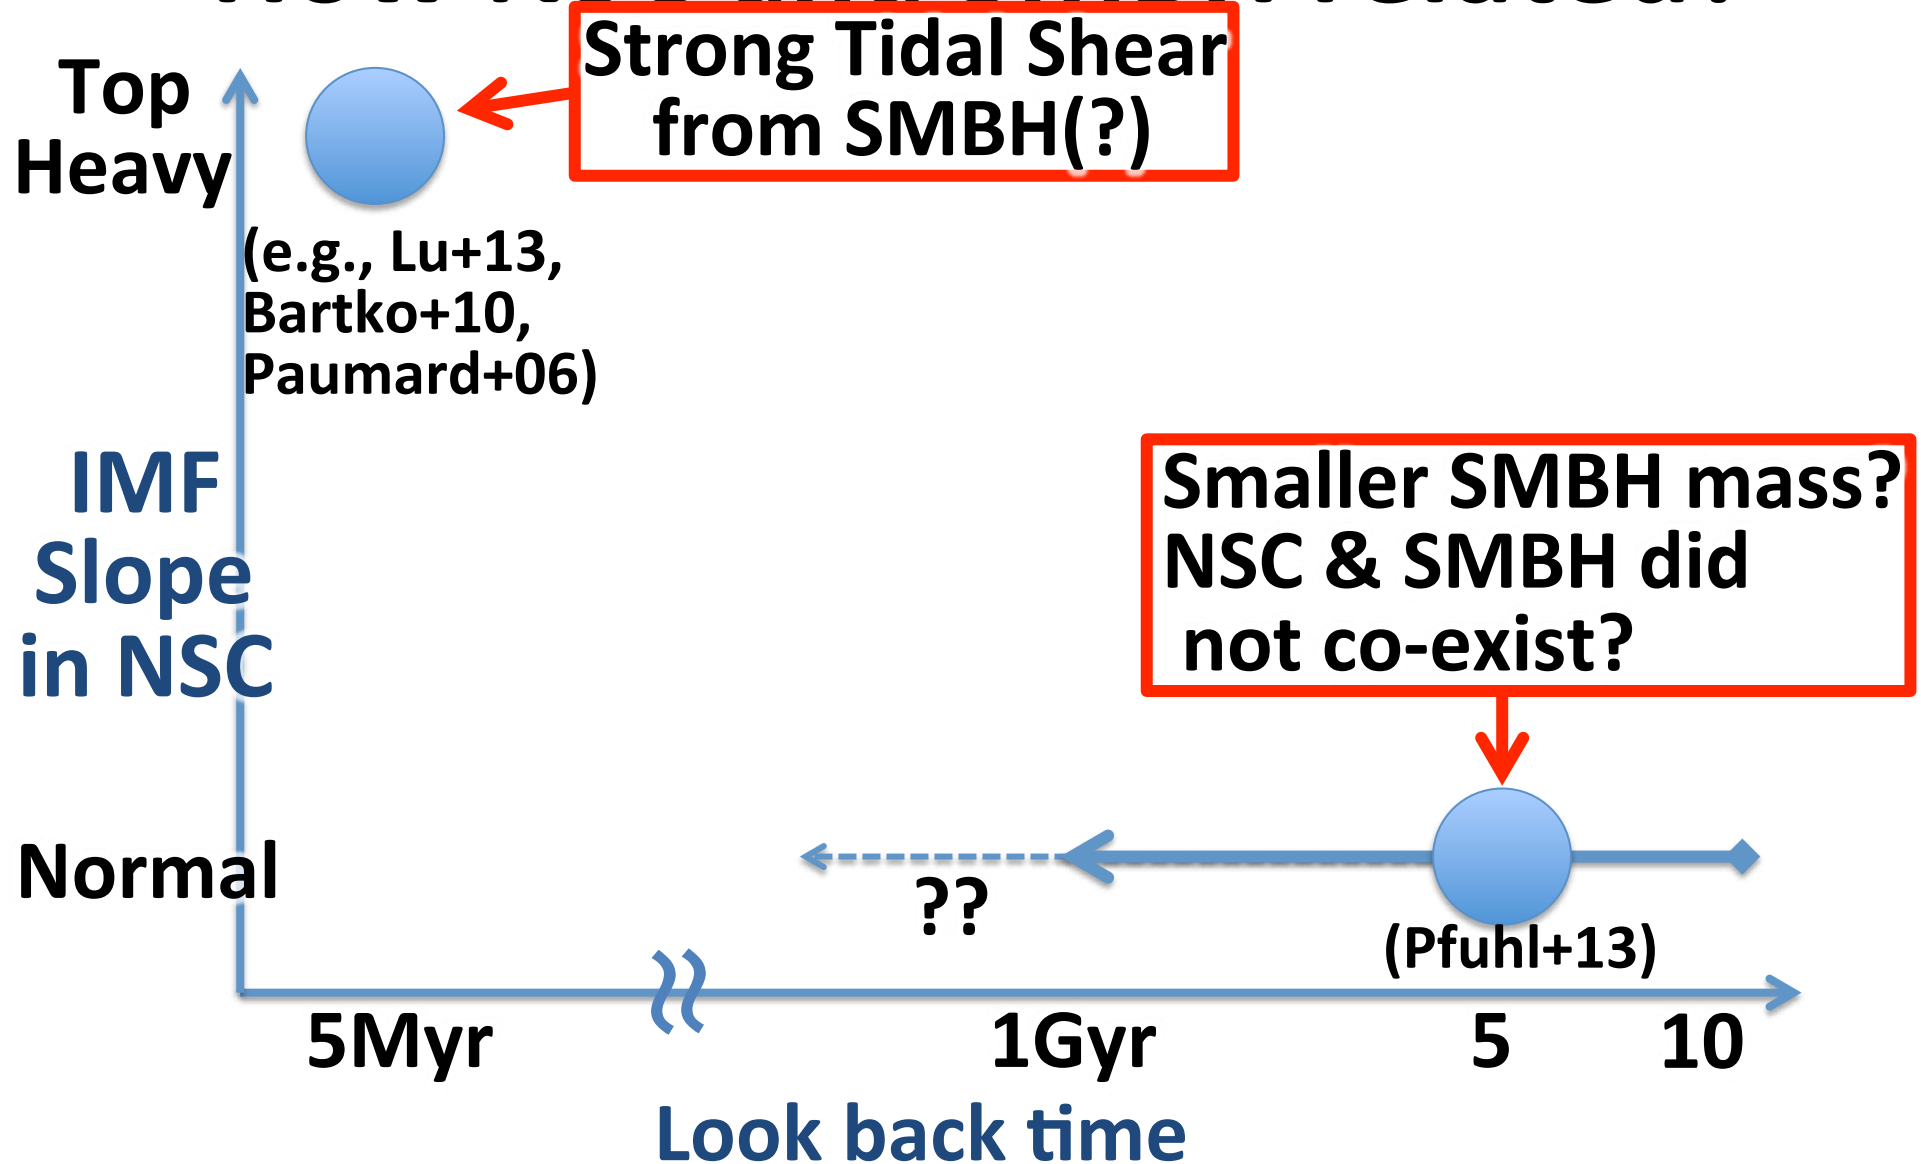 related?
Strong Tidal Shear
from SMBH(?)
Top
Heavy
(e.g., Lu+13,
Bartko+10,
Paumard+06)
IMF
Slope
in NSC
Smaller SMBH mass?
NSC & SMBH did
not co-exist?
Normal
??
(Pfuhl+13)
5Myr
1Gyr
5
10
Look back time